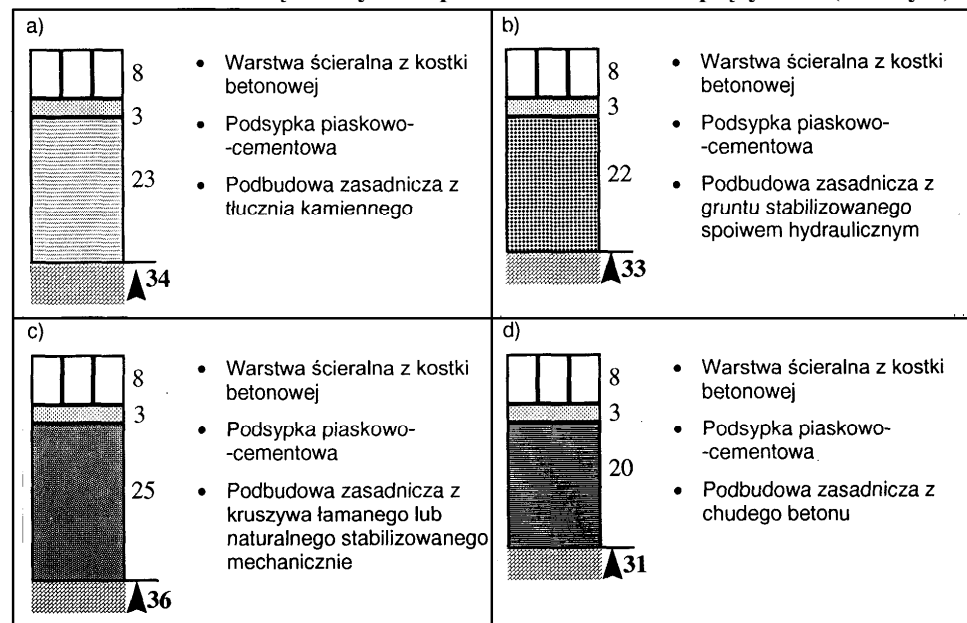 a)
8
3
23
34
• Warstwa ścieralna z kostki
betonowej
• Podsypka piaskowo-
-cementowa
• Podbudowa zasadnicza z
tłucznia kamiennego
b)
8
3
22
33
• Warstwa ścieralna z kostki
betonowej
• Podsypka piaskowo-
-cementowa
• Podbudowa zasadnicza z
gruntu stabilizowanego
spoiwem hydraulicznym
c)
8
3
25
36
• Warstwa ścieralna z kostki
betonowej
• Podsypka piaskowo-
-cementowa
• Podbudowa zasadnicza z
kruszywa łamanego lub
naturalnego stabilizowanego
mechanicznie
d)
8
3
20
31
• Warstwa ścieralna z kostki
betonowej
• Podsypka piaskowo-
-cementowa
• Podbudowa zasadnicza z
chudego betonu